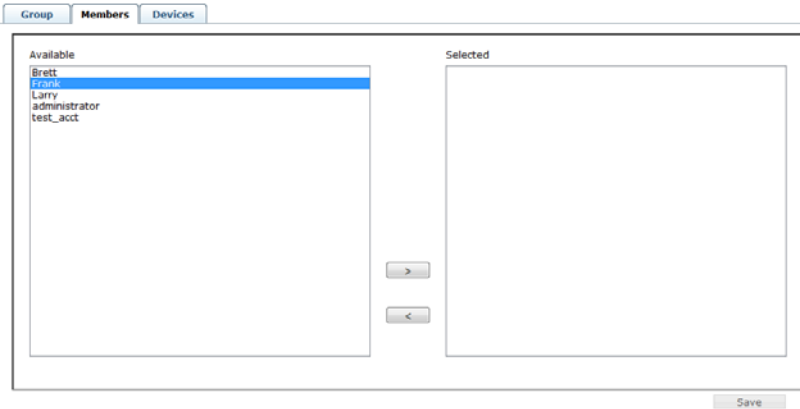 Group Members Devices
Available Selected
Brett
Frank
Larry
administrator
test_acct
>
<
Save